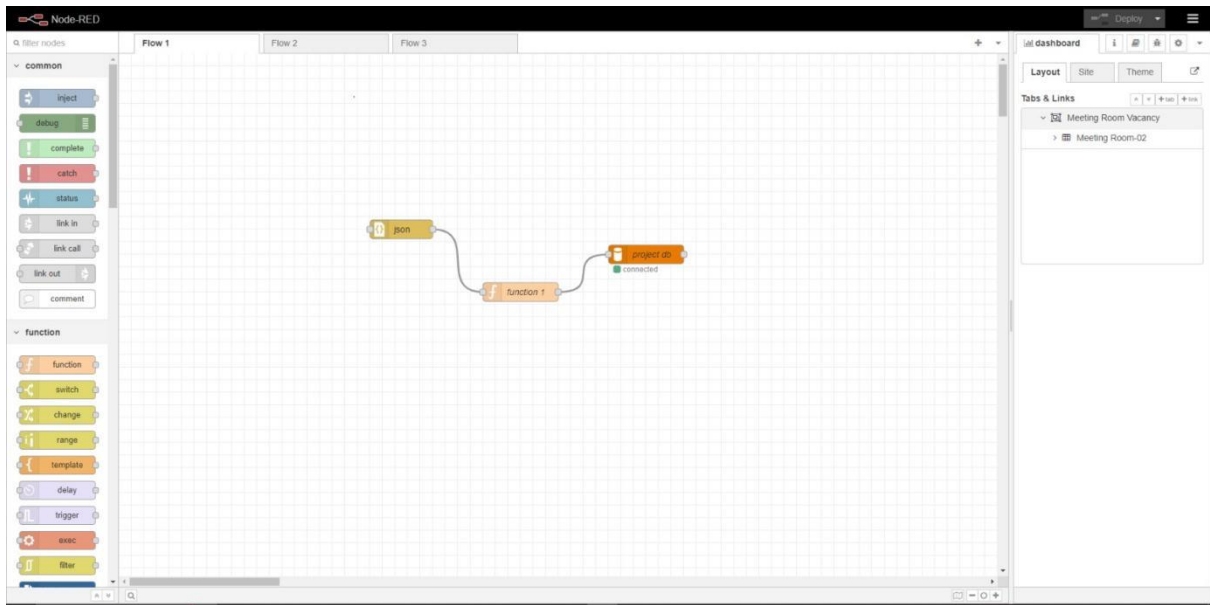 Node-RED
Deploy
filter nodes
Flow 1
Flow 2
Flow 3
dashboard
i
common
inject
debug
complete
catch
status
link in
link call
link out
comment
function
function
switch
change
range
template
delay
trigger
exec
filter
json
function 1
project db
connected
Layout
Site
Theme
Tabs & Links
+tab
+link
Meeting Room Vacancy
Meeting Room-02